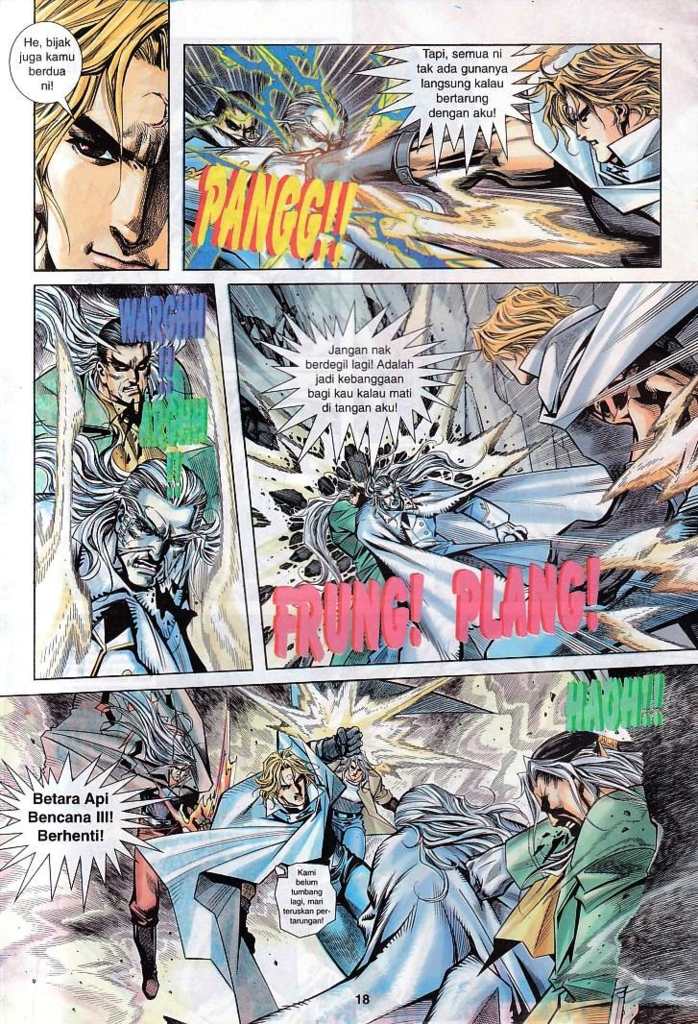 He, bijak
juga kamu
berdua
ni!
Tapi, semua ni
tak ada gunanya
langsung kalau
bertarung
dengan aku!
PANGG!!
WARGHH
!!
ARGHH
!!
Jangan nak
berdegil lagi! Adalah
jadi kebanggaan
bagi kau kalau mati
di tangan aku!
FRUNG! PLANG!
HAOH!!!
Betara Api
Bencana III!
Berhenti!
Kami
belum
tumbang
lagi, mari
teruskan per-
tarungan!
18